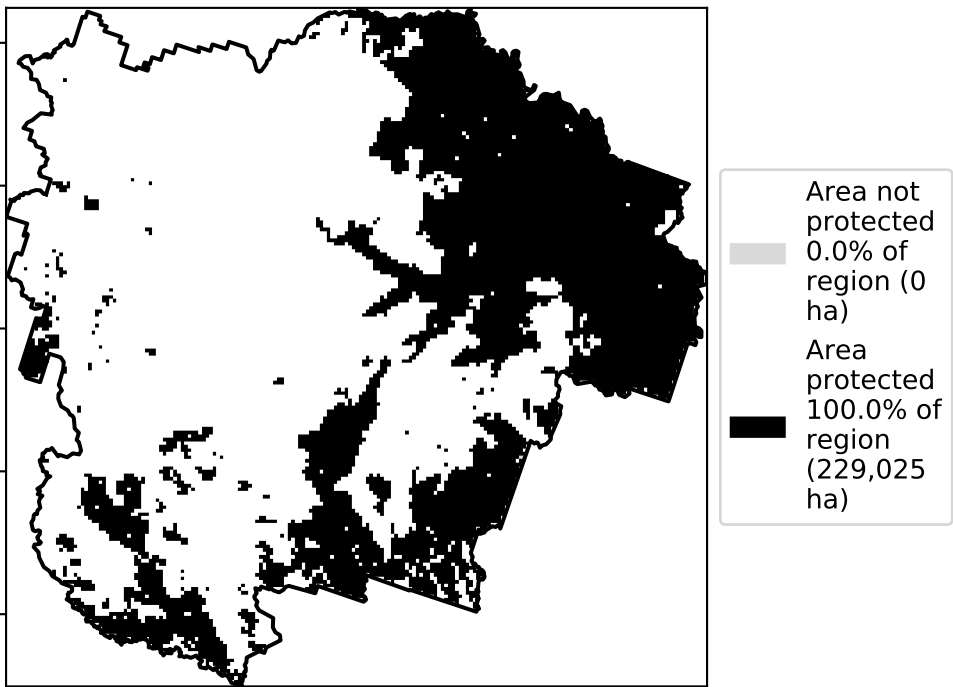 Area not
protected
0.0% of
region (0
ha)
Area
protected
100.0% of
region
(229,025
ha)